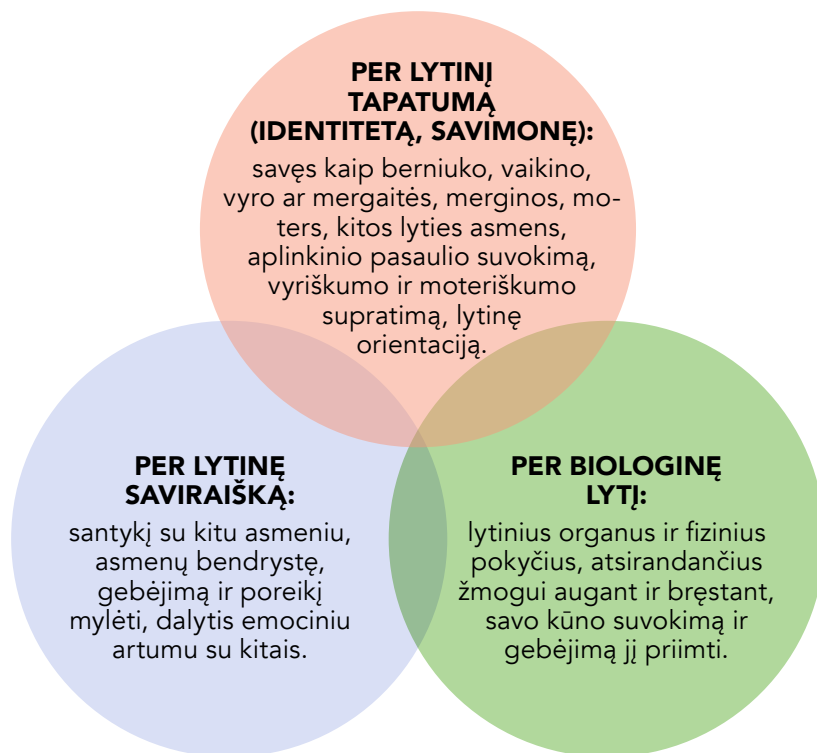 PER LYTINĮ
TAPATUMĄ
(IDENTITETĄ, SAVIMONĘ):
savęs kaip berniuko, vaikino,
vyro ar mergaitės, merginos, mo-
ters, kitos lyties asmens,
aplinkinio pasaulio suvokimą,
vyriškumo ir moteriškumo
supratimą, lytinę
orientaciją.
PER LYTINĘ
SAVIRAIŠKĄ:
santykį su kitu asmeniu,
asmenų bendrystę,
gebėjimą ir poreikį
mylėti, dalytis emociniu
artumu su kitais.
PER BIOLOGINĘ
LYTĮ:
lytinius organus ir fizinius
pokyčius, atsirandančius
žmogui augant ir bręstant,
savo kūno suvokimą ir
gebėjimą jį priimti.